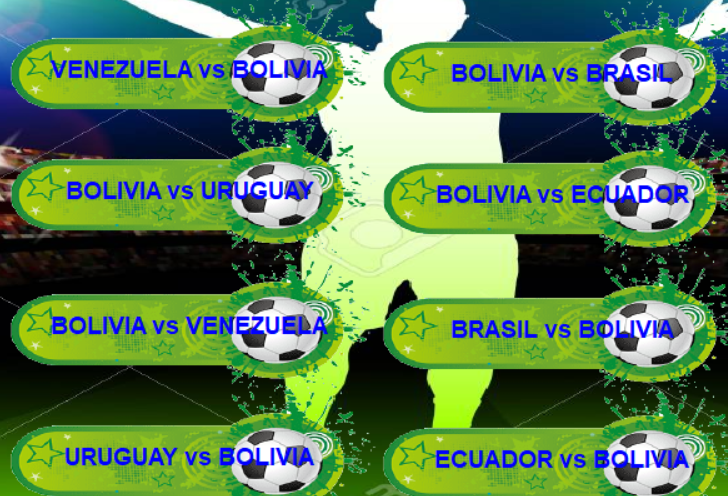 VENEZUELA vs BOLIVIA
BOLIVIA vs BRASIL
BOLIVIA vs URUGUAY
BOLIVIA vs ECUADOR
BOLIVIA vs VENEZUELA
BRASIL vs BOLIVIA
URUGUAY vs BOLIVIA
ECUADOR vs BOLIVIA